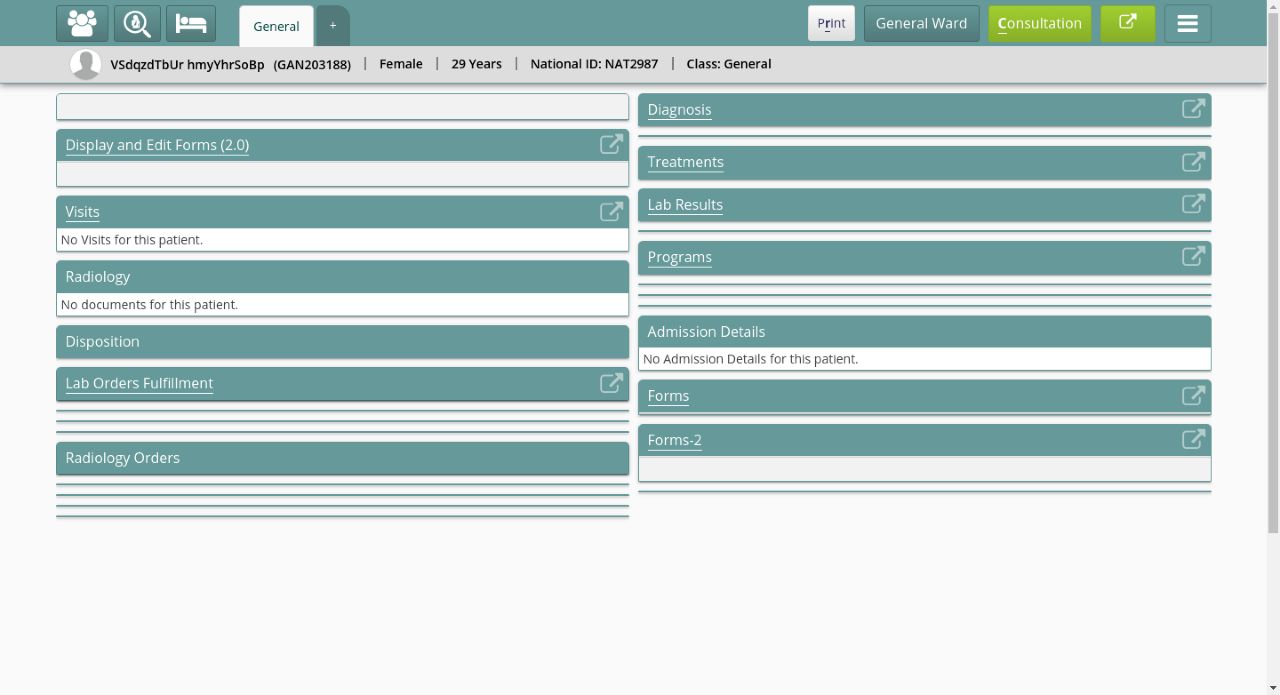 General
+
Print
General Ward
Consultation
VSdqzdTbUr hmyYhrSoBp (GAN203188) | Female | 29 Years | National ID: NAT2987 | Class: General
Display and Edit Forms (2.0)
Visits
No Visits for this patient.
Radiology
No documents for this patient.
Disposition
Lab Orders Fulfillment
Radiology Orders
Diagnosis
Treatments
Lab Results
Programs
Admission Details
No Admission Details for this patient.
Forms
Forms-2